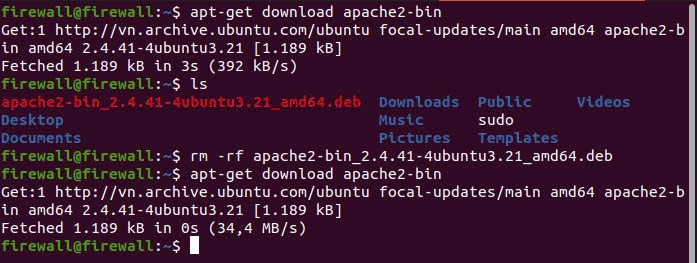 firewall@firewall:~$ apt-get download apache2-bin
Get:1 http://vn.archive.ubuntu.com/ubuntu focal-updates/main amd64 apache2-b
in amd64 2.4.41-4ubuntu3.21 [1.189 kB]
Fetched 1.189 kB in 3s (392 kB/s)
firewall@firewall:~$ ls
apache2-bin_2.4.41-4ubuntu3.21_amd64.deb  Downloads  Public     Videos
Desktop                                   Music      sudo
Documents                                 Pictures   Templates
firewall@firewall:~$ rm -rf apache2-bin_2.4.41-4ubuntu3.21_amd64.deb
firewall@firewall:~$ apt-get download apache2-bin
Get:1 http://vn.archive.ubuntu.com/ubuntu focal-updates/main amd64 apache2-b
in amd64 2.4.41-4ubuntu3.21 [1.189 kB]
Fetched 1.189 kB in 0s (34,4 MB/s)
firewall@firewall:~$